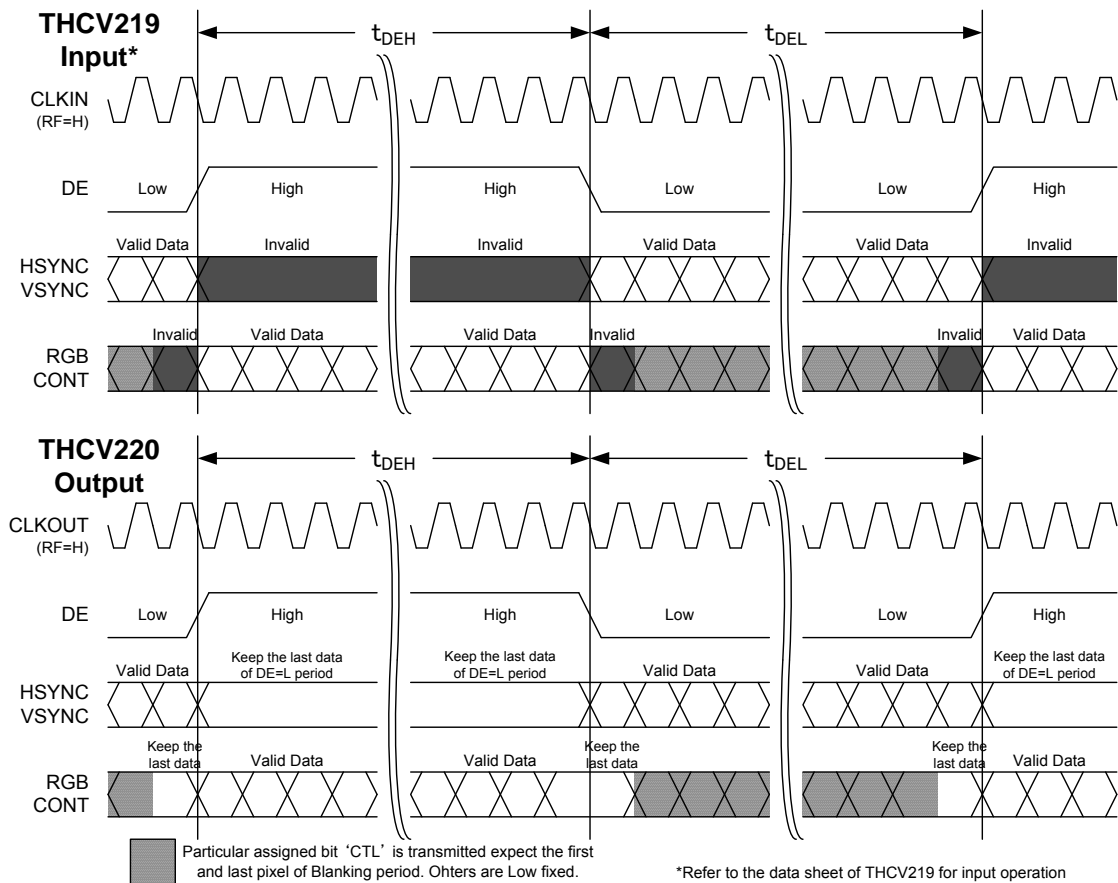 THCV219
Input*
tDEH
tDEL
CLKIN
(RF=H)
DE
Low
High
High
Low
Low
High
Valid Data
Invalid
Invalid
Valid Data
Valid Data
Invalid
HSYNC
VSYNC
Invalid
Valid Data
Valid Data
Invalid
Invalid
Valid Data
RGB
CONT
THCV220
Output
tDEH
tDEL
CLKOUT
(RF=H)
DE
Low
High
High
Low
Low
High
Valid Data
Keep the last data
of DE=L period
Keep the last data
of DE=L period
Valid Data
Valid Data
Keep the last data
of DE=L period
HSYNC
VSYNC
Keep the
last data
Valid Data
Valid Data
Keep the
last data
Keep the
last data
Valid Data
RGB
CONT
Particular assigned bit ‘CTL’ is transmitted expect the first
and last pixel of Blanking period. Ohters are Low fixed.
*Refer to the data sheet of THCV219 for input operation